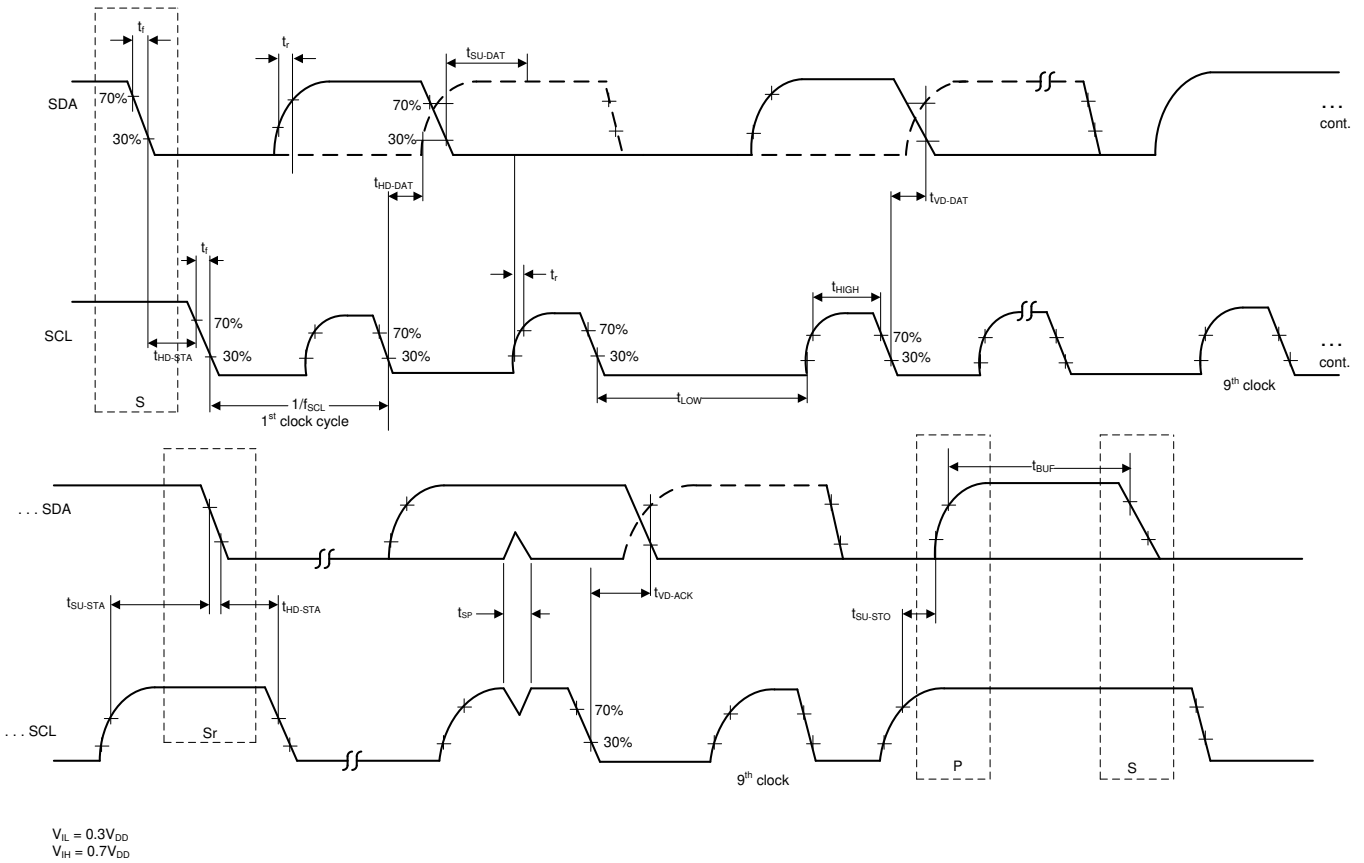 tf
tr
tSU-DAT
SDA
70%
30%
70%
30%
...
cont.
tHD-DAT
tVD-DAT
tf
tr
tHIGH
SCL
70%
30%
70%
30%
70%
30%
70%
30%
...
cont.
tHD-STA
S
1/fSCL
1st clock cycle
tLOW
9th clock
tBUF
... SDA
tSU-STA
tHD-STA
tSP
tVD-ACK
tSU-STO
... SCL
Sr
70%
30%
9th clock
P
S
VIL = 0.3VDD
VIH = 0.7VDD